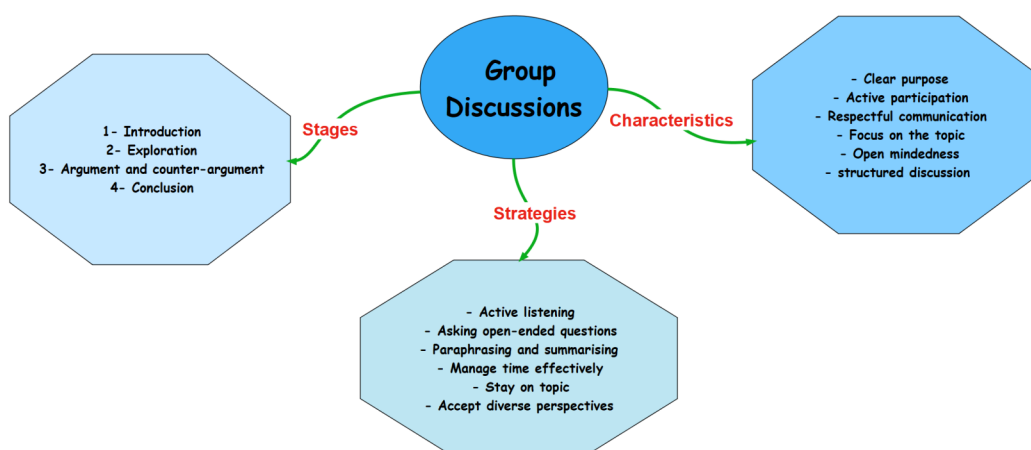 Group
Discussions
Stages
1- Introduction
2- Exploration
3- Argument and counter-argument
4- Conclusion
Strategies
- Active listening
- Asking open-ended questions
- Paraphrasing and summarising
- Manage time effectively
- Stay on topic
- Accept diverse perspectives
Characteristics
- Clear purpose
- Active participation
- Respectful communication
- Focus on the topic
- Open mindedness
- structured discussion